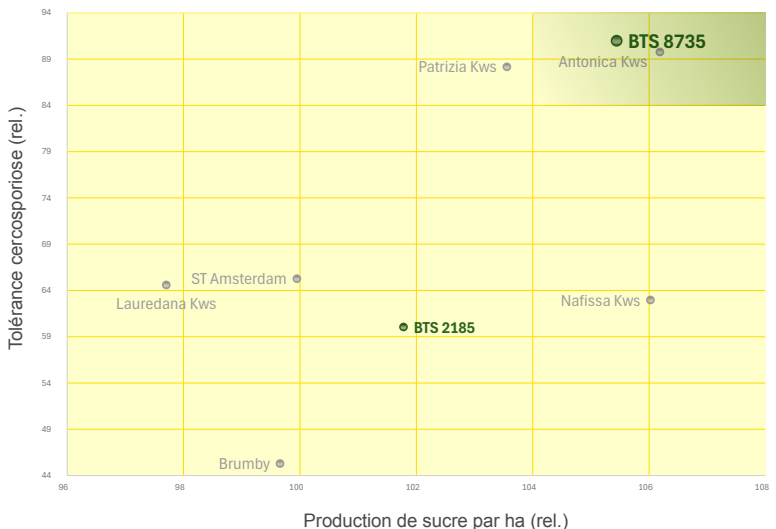 Tolérance cercosporiose (rel.)
94
89
84
79
74
69
64
59
54
49
44
BTS 8735
Antonica Kws
Patrizia Kws
ST Amsterdam
Lauredana Kws
Nafissa Kws
BTS 2185
Brumby
96
98
100
102
104
106
108
Production de sucre par ha (rel.)